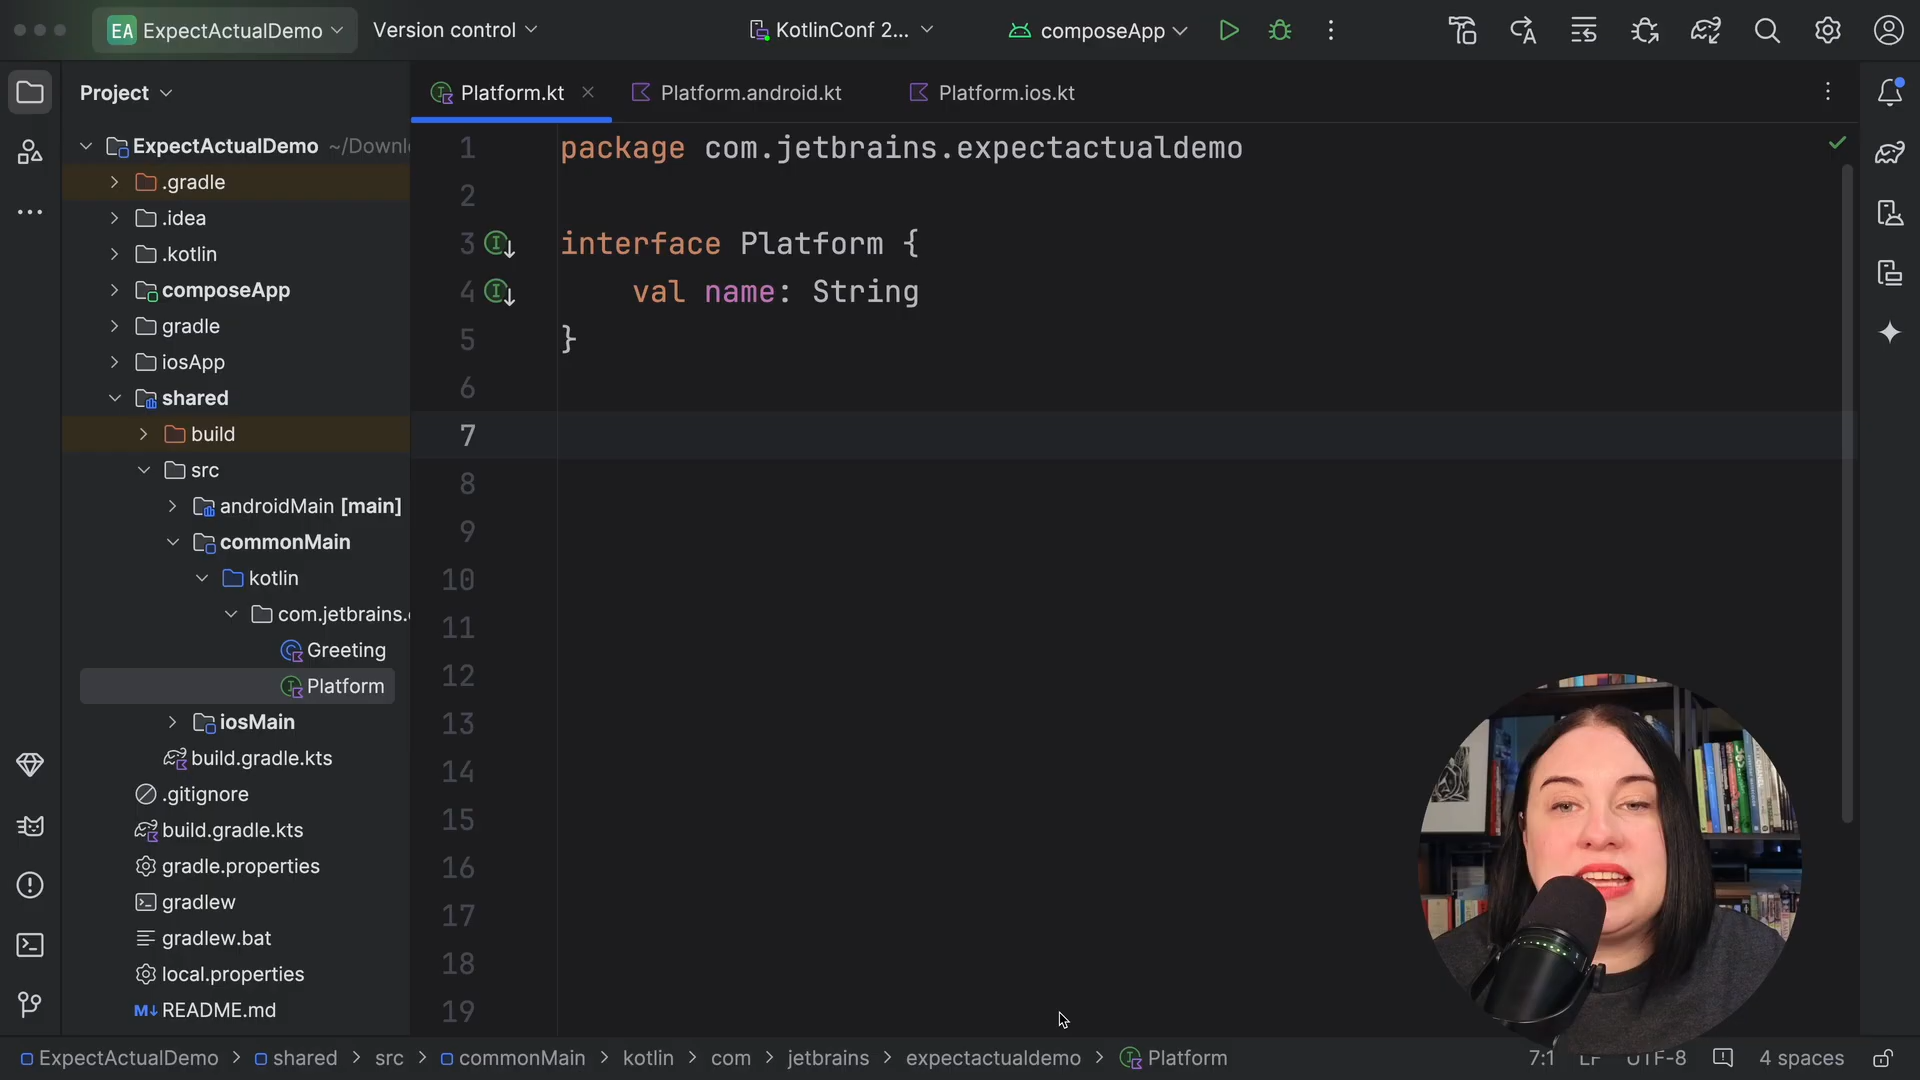 EA ExpectActualDemo Version control KotlinConf 2... composeApp
Project Platform.kt Platform.android.kt Platform.ios.kt
ExpectActualDemo ~/Downl
.gradle
.idea
.kotlin
composeApp
gradle
iosApp
shared
build
src
androidMain [main]
commonMain
kotlin
com.jetbrains.
Greeting
Platform
iosMain
build.gradle.kts
.gitignore
build.gradle.kts
gradle.properties
gradlew
gradlew.bat
local.properties
M↓ README.md
1 package com.jetbrains.expectactualdemo
2
3 interface Platform {
4 val name: String
5 }
6
7
8
9
10
11
12
13
14
15
16
17
18
19
ExpectActualDemo > shared > src > commonMain > kotlin > com > jetbrains > expectactualdemo > Platform 7:1 LF UTF-8 4 spaces